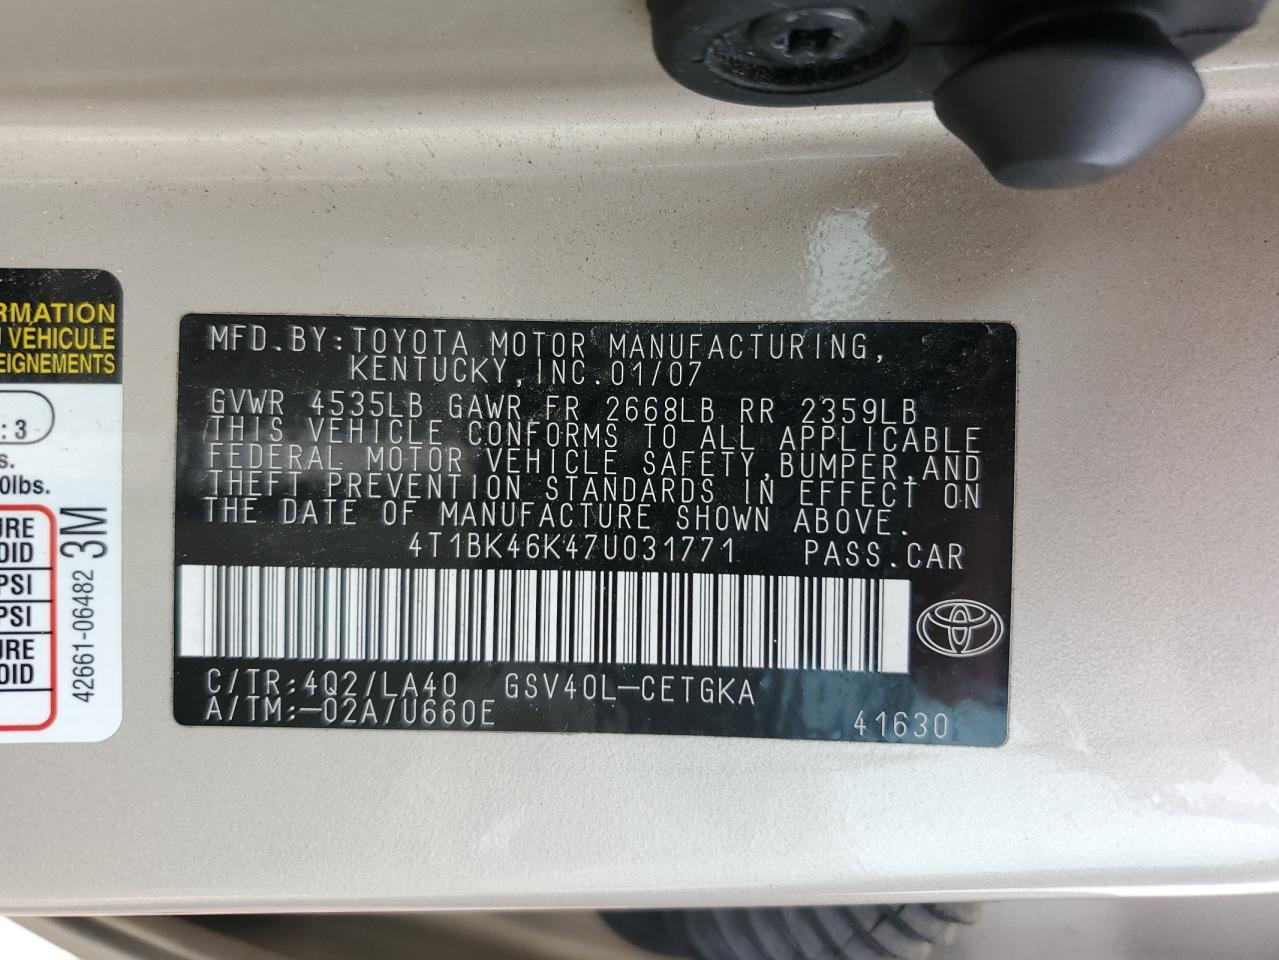 RMATION
VÉHICULE
EIGNEMENTS
: 3
s.
0lbs.
URE
OID
PSI
PSI
URE
OID
42661-06482 3M
MFD.BY:TOYOTA MOTOR MANUFACTURING,
KENTUCKY,INC.01/07
GVWR 4535LB GAWR FR 2668LB RR 2359LB
THIS VEHICLE CONFORMS TO ALL APPLICABLE
FEDERAL MOTOR VEHICLE SAFETY,BUMPER,AND
THEFT PREVENTION STANDARDS IN EFFECT ON
THE DATE OF MANUFACTURE SHOWN ABOVE.
4T1BK46K47U031771 PASS.CAR
C/TR:4Q2/LA40 GSV40L-CETGKA
A/TM:-02A/U660E
41630